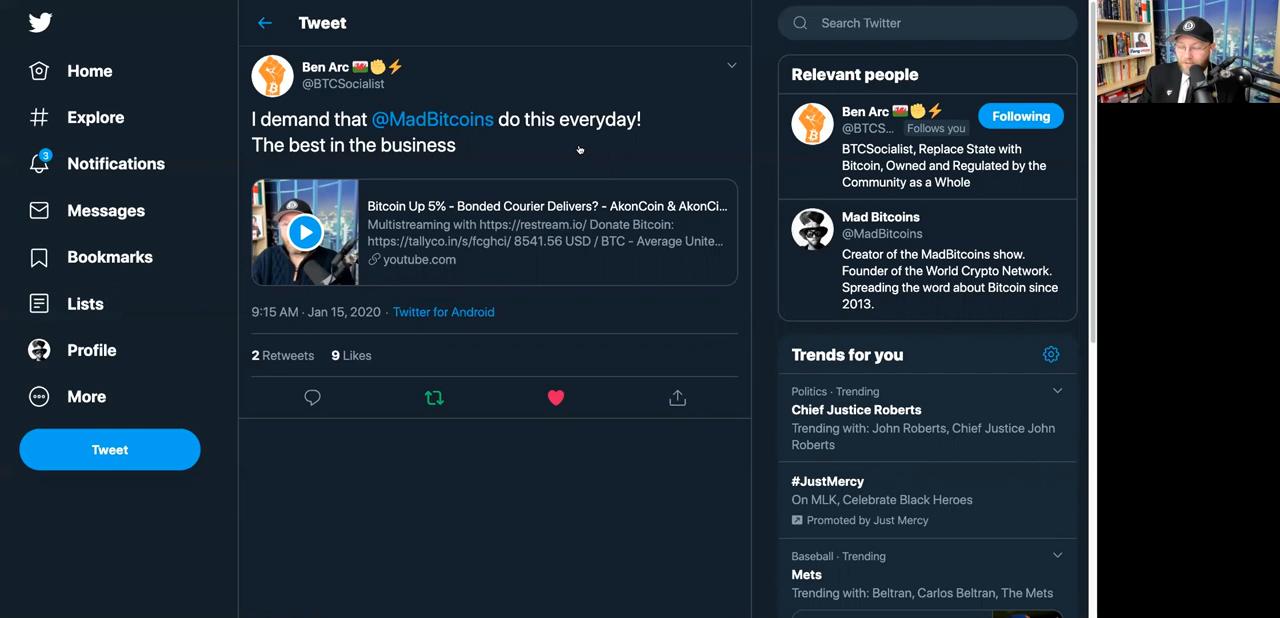 Home
Explore
3
Notifications
Messages
Bookmarks
Lists
Profile
More
Tweet
Tweet
Ben Arc
@BTCSocialist
I demand that @MadBitcoins do this everyday!
The best in the business
Bitcoin Up 5% - Bonded Courier Delivers? - AkonCoin & AkonCi...
Multistreaming with https://restream.io/ Donate Bitcoin:
https://tallyco.in/s/fcghci/ 8541.56 USD / BTC - Average Unite...
youtube.com
9:15 AM · Jan 15, 2020 · Twitter for Android
2 Retweets 9 Likes
Search Twitter
Relevant people
Ben Arc
@BTCS... Follows you
Following
BTCSocialist, Replace State with
Bitcoin, Owned and Regulated by the
Community as a Whole
Mad Bitcoins
@MadBitcoins
Creator of the MadBitcoins show.
Founder of the World Crypto Network.
Spreading the word about Bitcoin since
2013.
Trends for you
Politics · Trending
Chief Justice Roberts
Trending with: John Roberts, Chief Justice John
Roberts
#JustMercy
On MLK, Celebrate Black Heroes
Promoted by Just Mercy
Baseball · Trending
Mets
Trending with: Beltran, Carlos Beltran, The Mets